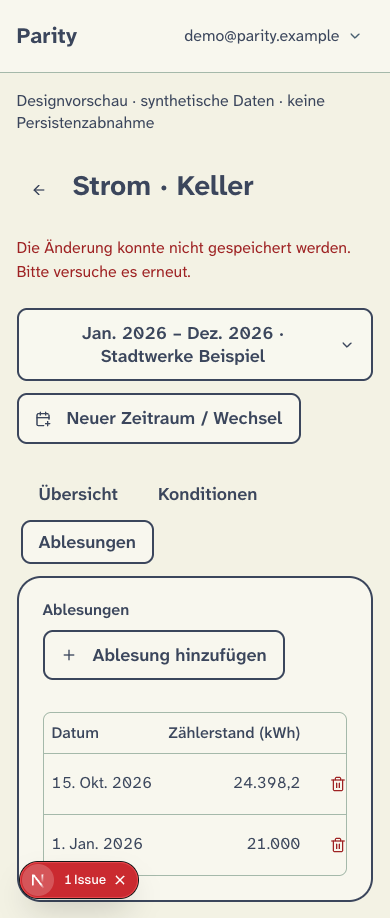 Parity
demo@parity.example
Designvorschau · synthetische Daten · keine
Persistenzabnahme
Strom · Keller
Die Änderung konnte nicht gespeichert werden.
Bitte versuche es erneut.
Jan. 2026 – Dez. 2026 ·
Stadtwerke Beispiel
Neuer Zeitraum / Wechsel
Übersicht Konditionen
Ablesungen
Ablesungen
Ablesung hinzufügen
Datum Zählerstand (kWh)
15. Okt. 2026 24.398,2
1. Jan. 2026 21.000
N 1 Issue